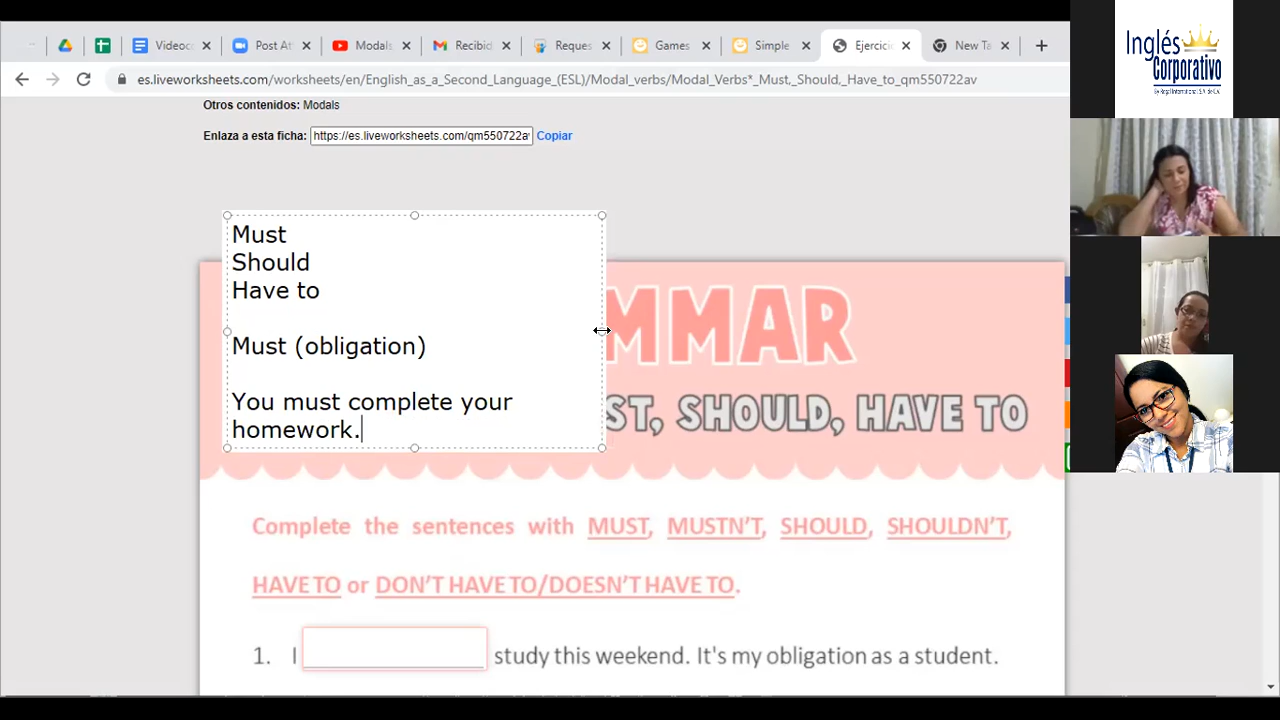 Videoc
Post At
Modals
Recibid
Reques
Games
Simple
Ejercicio
New Ta
es.liveworksheets.com/worksheets/en/English_as_a_Second_Language_(ESL)/Modal_verbs/Modal_Verbs*_Must,_Should,_Have_to_qm550722av
Otros contenidos: Modals
Enlaza a esta ficha: https://es.liveworksheets.com/qm550722a Copiar
Must
Should
Have to
Must (obligation)
You must complete your
homework.
MMAR
ST, SHOULD, HAVE TO
Complete the sentences with MUST, MUSTN'T, SHOULD, SHOULDN'T,
HAVE TO or DON'T HAVE TO/DOESN'T HAVE TO.
1. I study this weekend. It's my obligation as a student.
Inglés
Corporativo